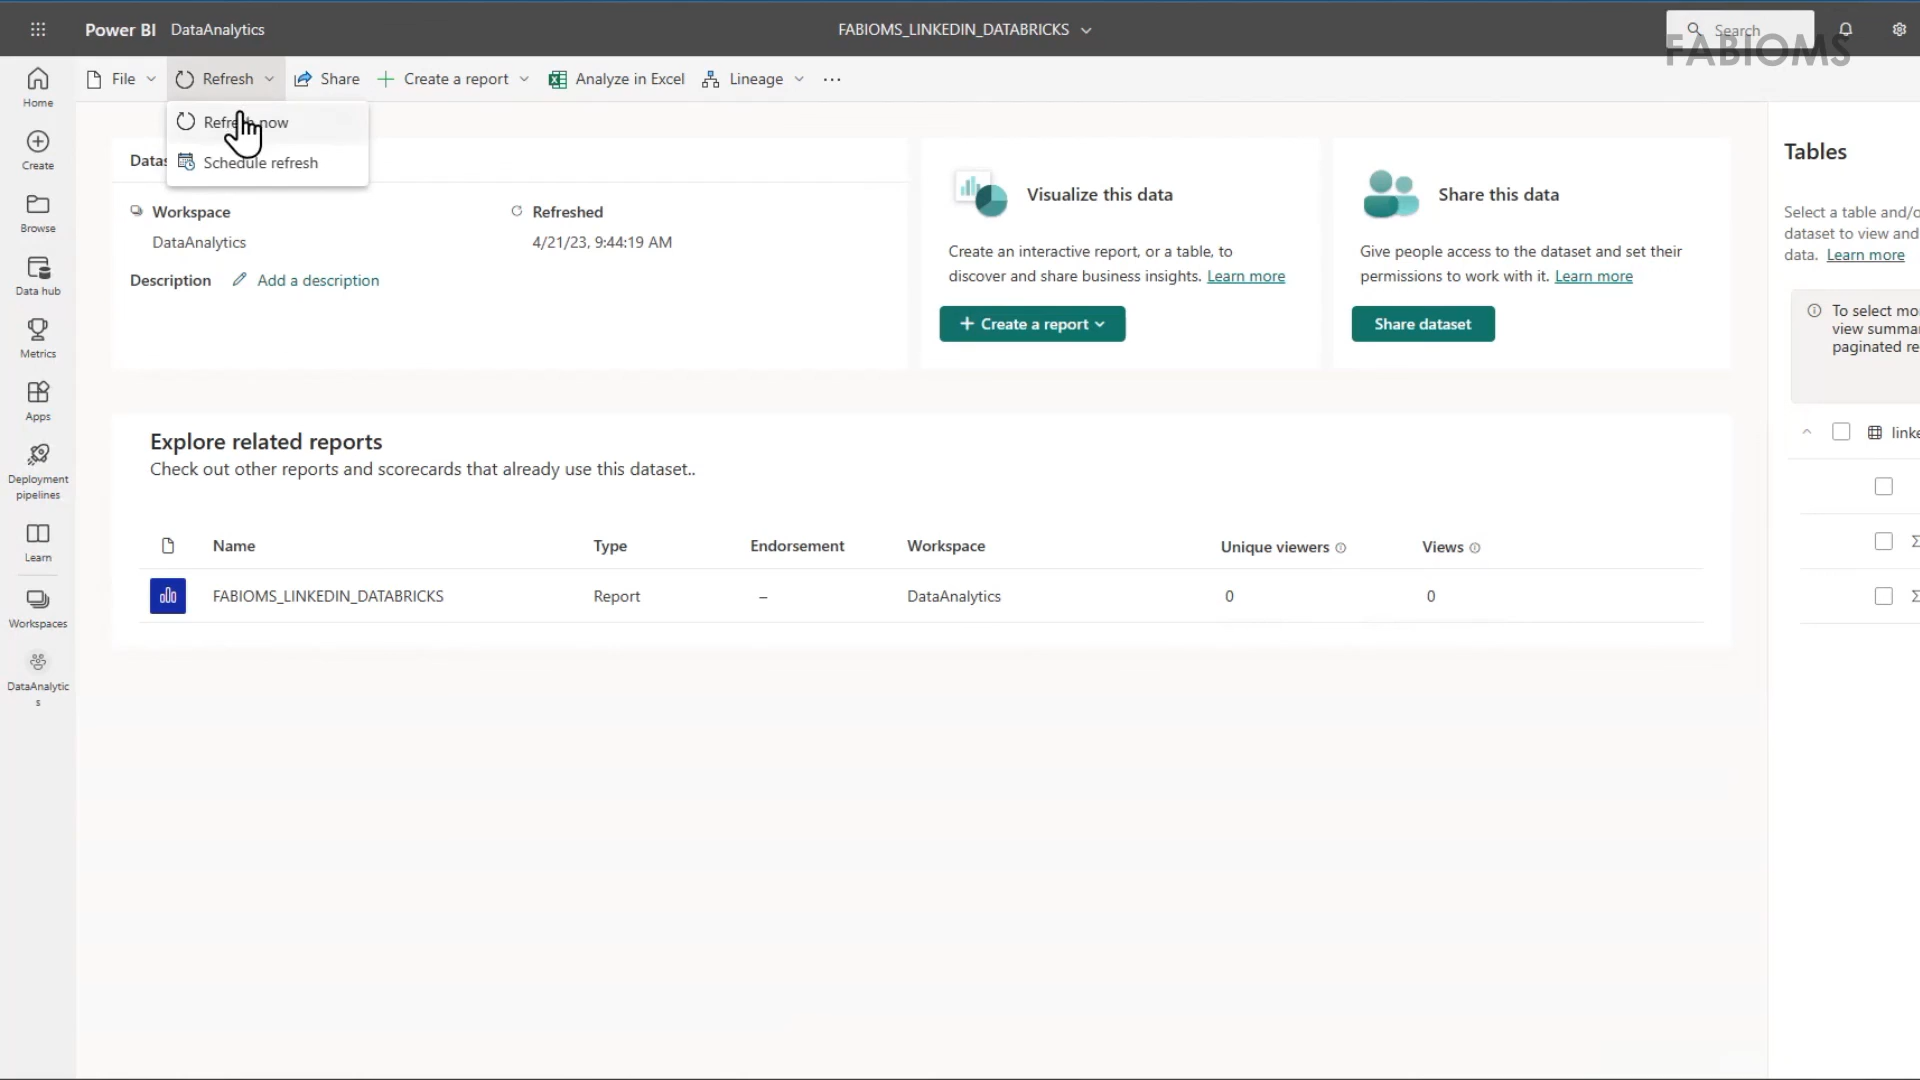 Power BI DataAnalytics
FABIOMS_LINKEDIN_DATABRICKS
Search
FABIOMS
File
Refresh
Share
Create a report
Analyze in Excel
Lineage
Refresh now
Schedule refresh
Home
Create
Browse
Data hub
Metrics
Apps
Deployment
pipelines
Learn
Workspaces
DataAnalytic
s
Workspace
DataAnalytics
Refreshed
4/21/23, 9:44:19 AM
Description
Add a description
Visualize this data
Create an interactive report, or a table, to
discover and share business insights. Learn more
+ Create a report
Share this data
Give people access to the dataset and set their
permissions to work with it. Learn more
Share dataset
Explore related reports
Check out other reports and scorecards that already use this dataset..
Name Type Endorsement Workspace Unique viewers Views
FABIOMS_LINKEDIN_DATABRICKS Report – DataAnalytics 0 0
Tables
Select a table and/o
dataset to view and
data. Learn more
To select mo
view summa
paginated re
linke
Σ
Σ